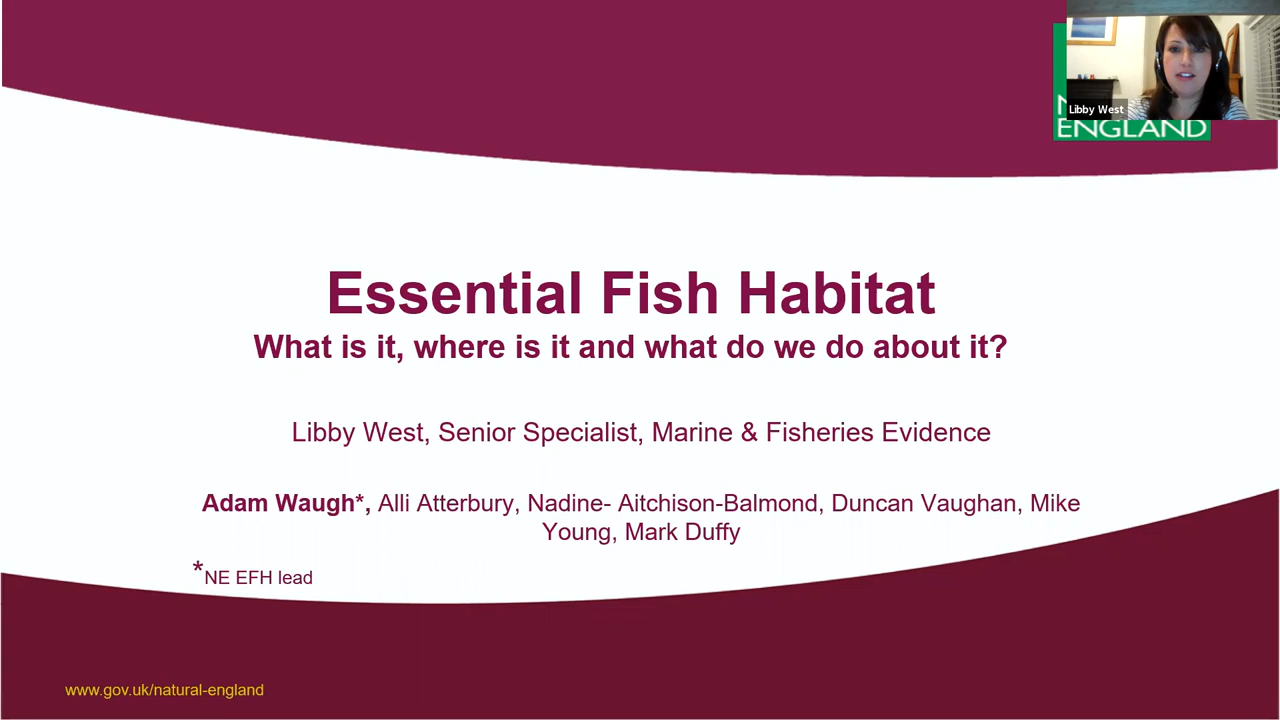 Libby West
ENGLAND
Essential Fish Habitat
What is it, where is it and what do we do about it?
Libby West, Senior Specialist, Marine & Fisheries Evidence
Adam Waugh*, Alli Atterbury, Nadine- Aitchison-Balmond, Duncan Vaughan, Mike
Young, Mark Duffy
*NE EFH lead
www.gov.uk/natural-england